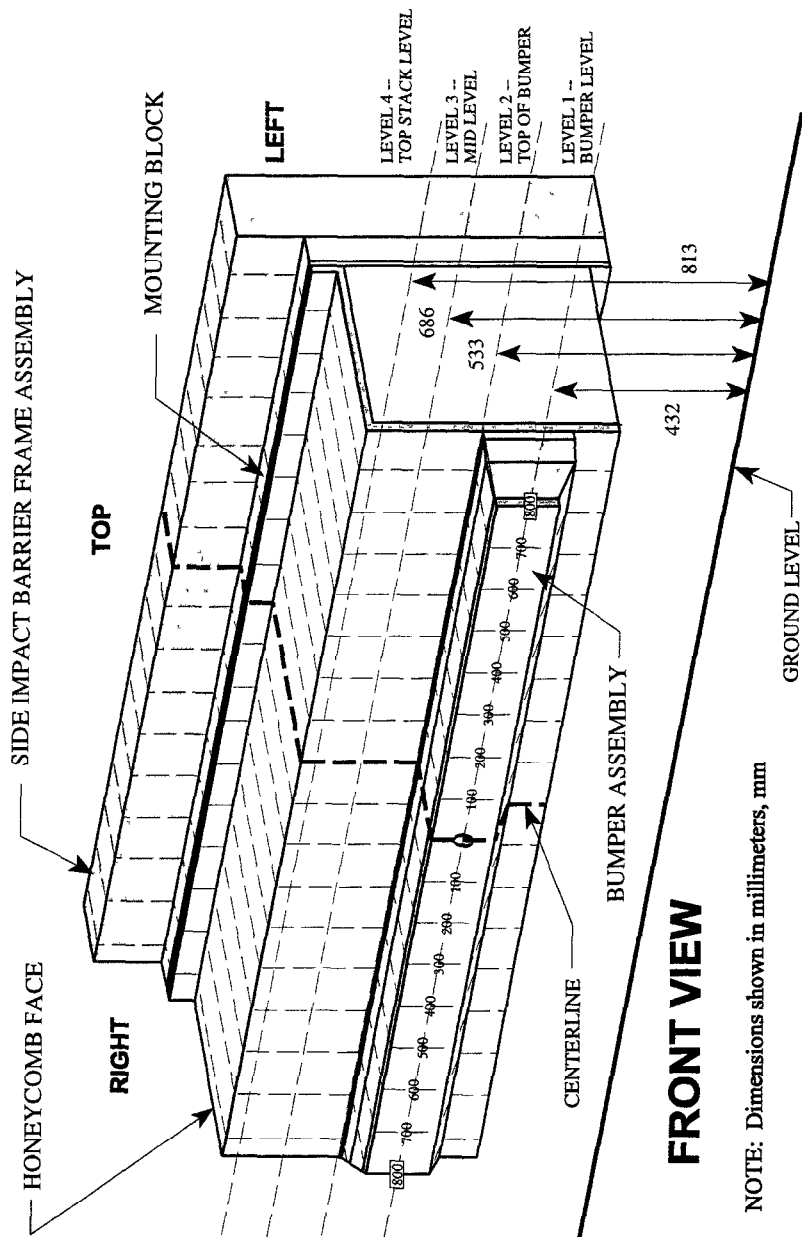 SIDE IMPACT BARRIER FRAME ASSEMBLY
HONEYCOMB FACE
TOP
MOUNTING BLOCK
RIGHT
LEFT
LEVEL 4 --
TOP STACK LEVEL
LEVEL 3 --
MID LEVEL
LEVEL 2 --
TOP OF BUMPER
LEVEL 1 --
BUMPER LEVEL
800 700 600 500 400 300 200 100 100 200 300 400 500 600 700 800
432
533
686
813
CENTERLINE
BUMPER ASSEMBLY
GROUND LEVEL
FRONT VIEW
NOTE: Dimensions shown in millimeters, mm